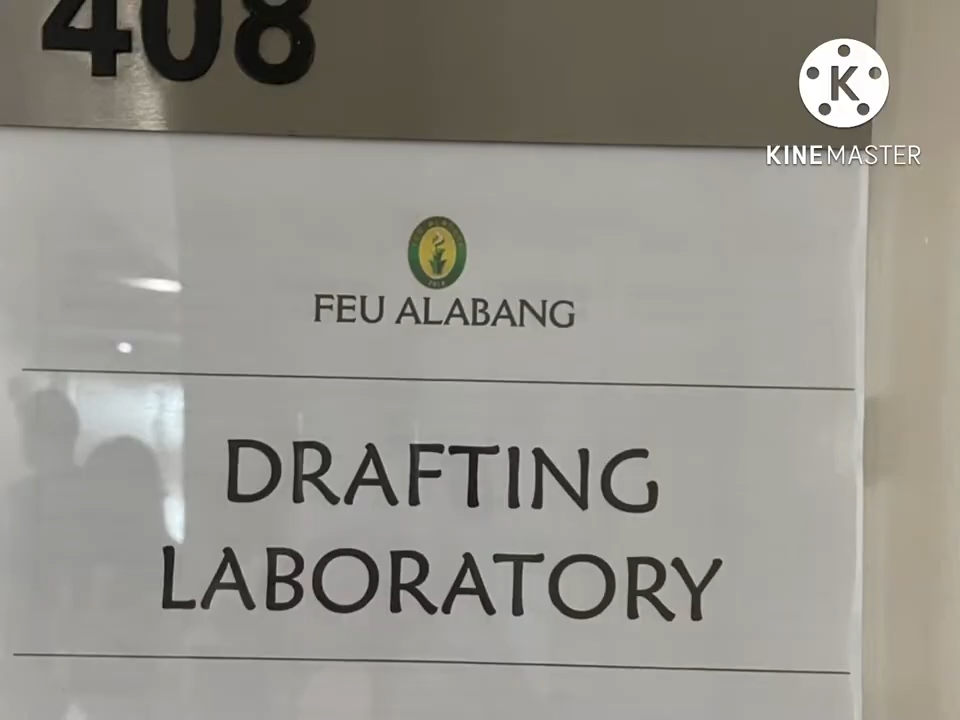 408
K
KINEMASTER
FEU ALABANG
DRAFTING
LABORATORY